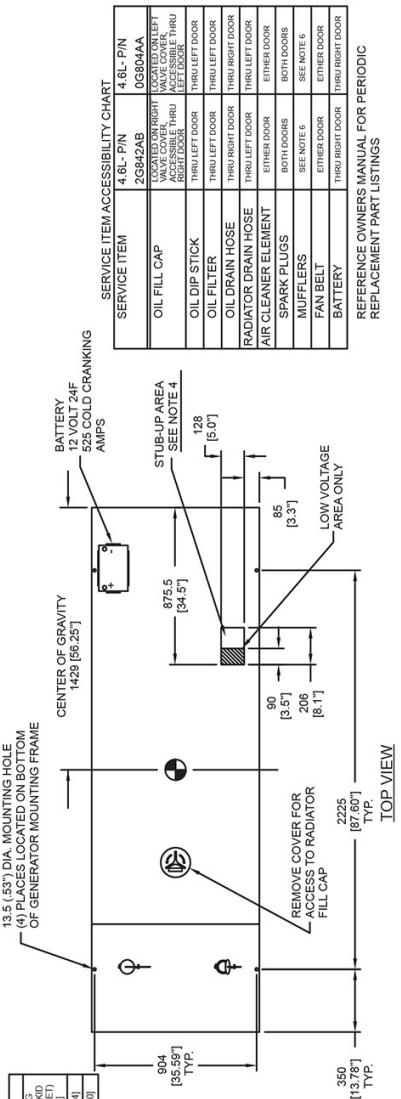 SERVICE ITEM ACCESSIBILITY CHART
SERVICE ITEM
4.6L- P/N
2G842AB
4.6L- P/N
0G804AA
OIL FILL CAP
LOCATED ON RIGHT
VALVE COVER,
ACCESSIBLE THRU
RIGHT DOOR
LOCATED ON LEFT
VALVE COVER,
ACCESSIBLE THRU
LEFT DOOR
OIL DIP STICK
THRU LEFT DOOR
THRU LEFT DOOR
OIL FILTER
THRU LEFT DOOR
THRU LEFT DOOR
OIL DRAIN HOSE
THRU RIGHT DOOR
THRU RIGHT DOOR
RADIATOR DRAIN HOSE
THRU LEFT DOOR
THRU LEFT DOOR
AIR CLEANER ELEMENT
EITHER DOOR
EITHER DOOR
SPARK PLUGS
BOTH DOORS
BOTH DOORS
MUFFLERS
SEE NOTE 6
SEE NOTE 6
FAN BELT
EITHER DOOR
EITHER DOOR
BATTERY
THRU RIGHT DOOR
THRU RIGHT DOOR
REFERENCE OWNERS MANUAL FOR PERIODIC
REPLACEMENT PART LISTINGS
13.5 (.53") DIA. MOUNTING HOLE
(4) PLACES LOCATED ON BOTTOM
OF GENERATOR MOUNTING FRAME
CENTER OF GRAVITY
1429 [56.25"]
BATTERY
12 VOLT 24F
525 COLD CRANKING
AMPS
STUB-UP AREA
SEE NOTE 4
128
[5.0"]
875.5
[34.5"]
85
[3.3"]
LOW VOLTAGE
AREA ONLY
90
[3.5"]
206
[8.1"]
REMOVE COVER FOR
ACCESS TO RADIATOR
FILL CAP
904
[35.59"]
TYP.
350
[13.78"]
TYP.
2225
[87.60"]
TYP.
TOP VIEW